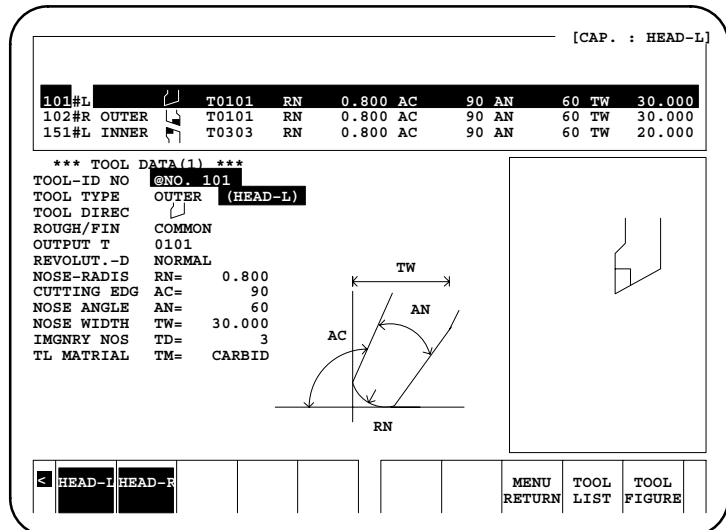 [CAP. : HEAD-L]
101#L T0101 RN 0.800 AC 90 AN 60 TW 30.000
102#R OUTER T0101 RN 0.800 AC 90 AN 60 TW 30.000
151#L INNER T0303 RN 0.800 AC 90 AN 60 TW 20.000
*** TOOL DATA(1) ***
TOOL-ID NO @NO. 101
TOOL TYPE OUTER (HEAD-L)
TOOL DIREC
ROUGH/FIN COMMON
OUTPUT T 0101
REVOLUT.-D NORMAL
NOSE-RADIS RN= 0.800
CUTTING EDG AC= 90
NOSE ANGLE AN= 60
NOSE WIDTH TW= 30.000
IMGNRY NOS TD= 3
TL MATRIAL TM= CARBID
TW
AN
AC
RN
< HEAD-L HEAD-R MENU RETURN TOOL LIST TOOL FIGURE